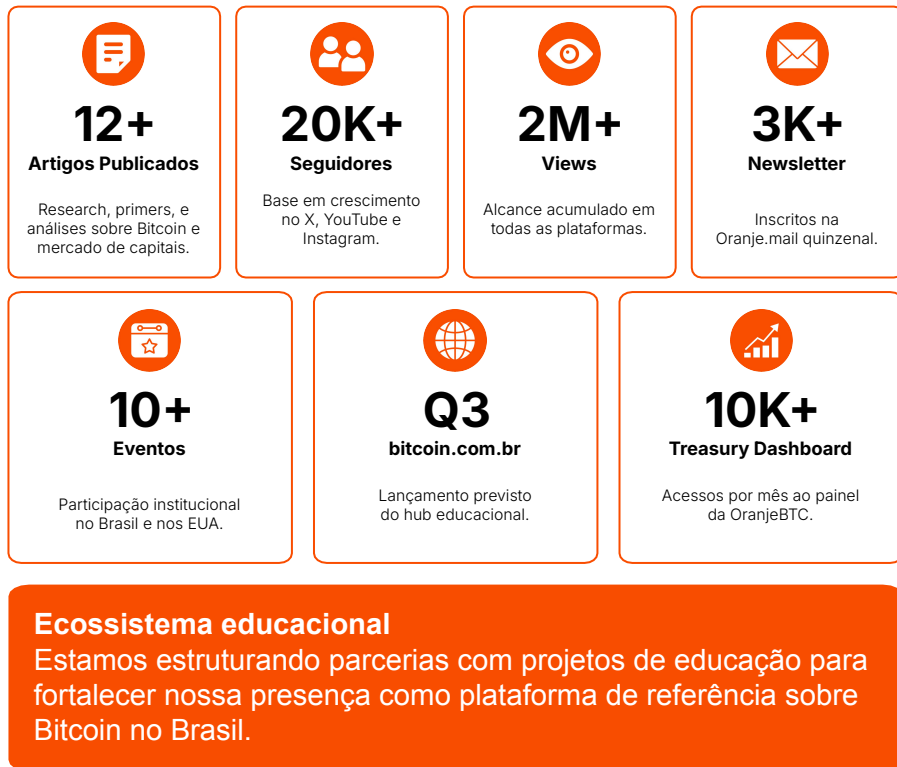 12+
Artigos Publicados
Research, primers, e
análises sobre Bitcoin e
mercado de capitais.
20K+
Seguidores
Base em crescimento
no X, YouTube e
Instagram.
2M+
Views
Alcance acumulado em
todas as plataformas.
3K+
Newsletter
Inscritos na
Oranje.mail quinzenal.
10+
Eventos
Participação institucional
no Brasil e nos EUA.
Q3
bitcoin.com.br
Lançamento previsto
do hub educacional.
10K+
Treasury Dashboard
Acessos por mês ao painel
da OranjeBTC.
Ecossistema educacional
Estamos estruturando parcerias com projetos de educação para
fortalecer nossa presença como plataforma de referência sobre
Bitcoin no Brasil.